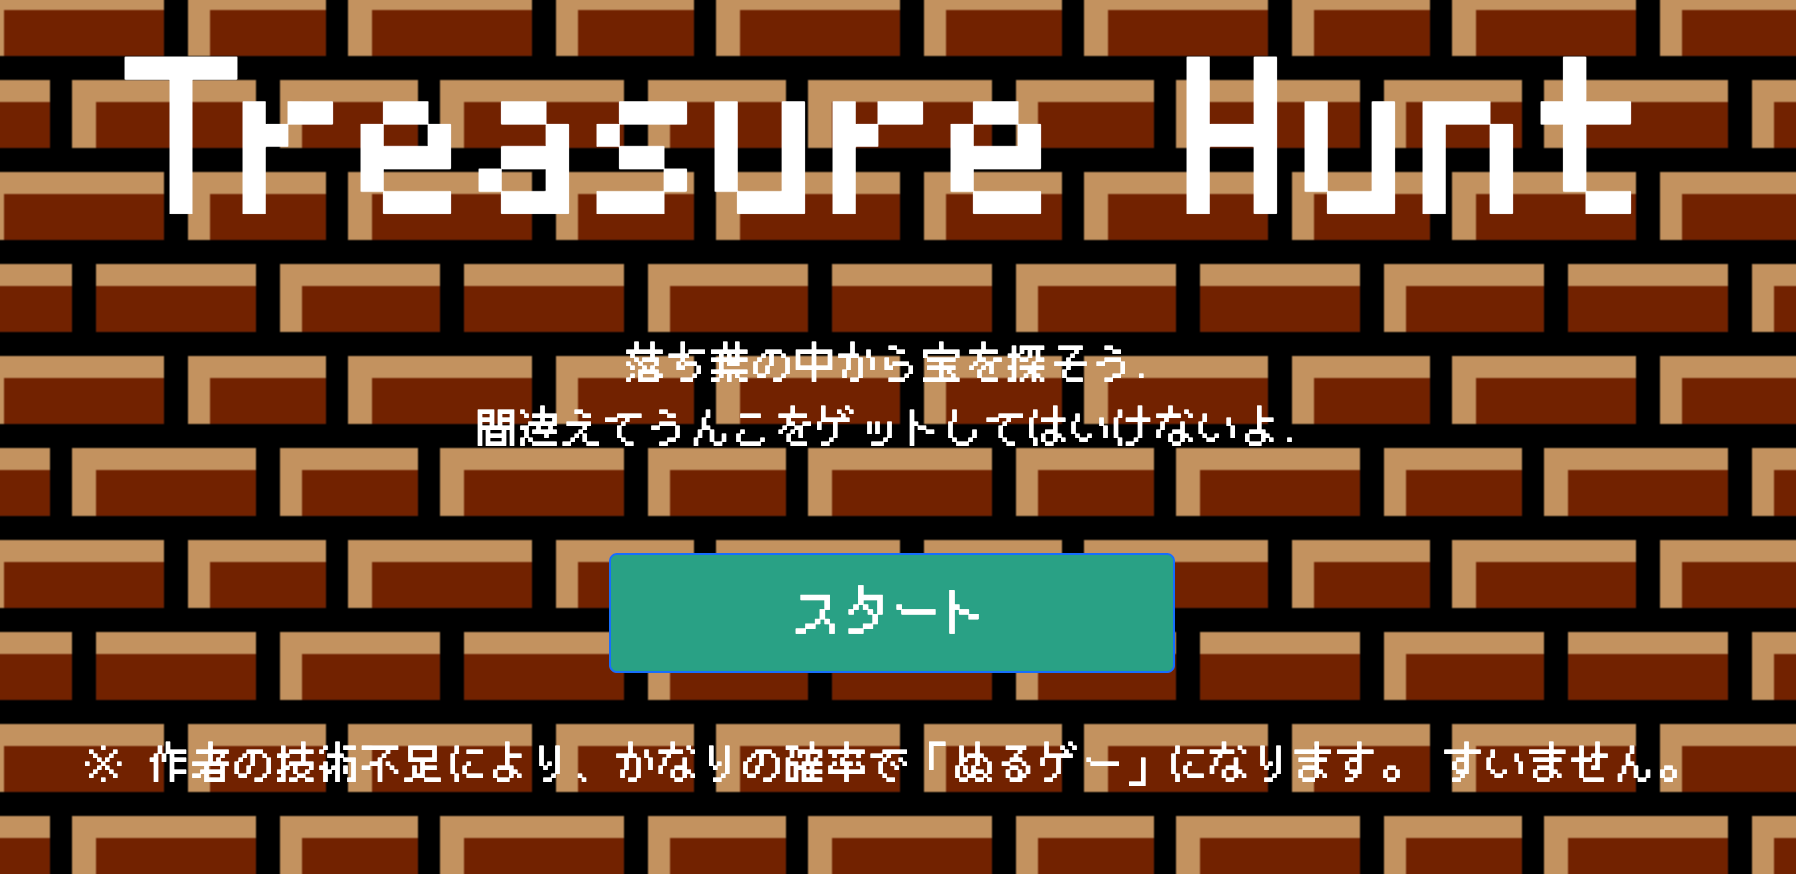 Treasure Hunt
落ち葉の中から宝を探そう.
間違えてうんこをゲットしてはいけないよ.
スタート
※ 作者の技術不足により、かなりの確率で「ぬるゲー」になります。 すいません。